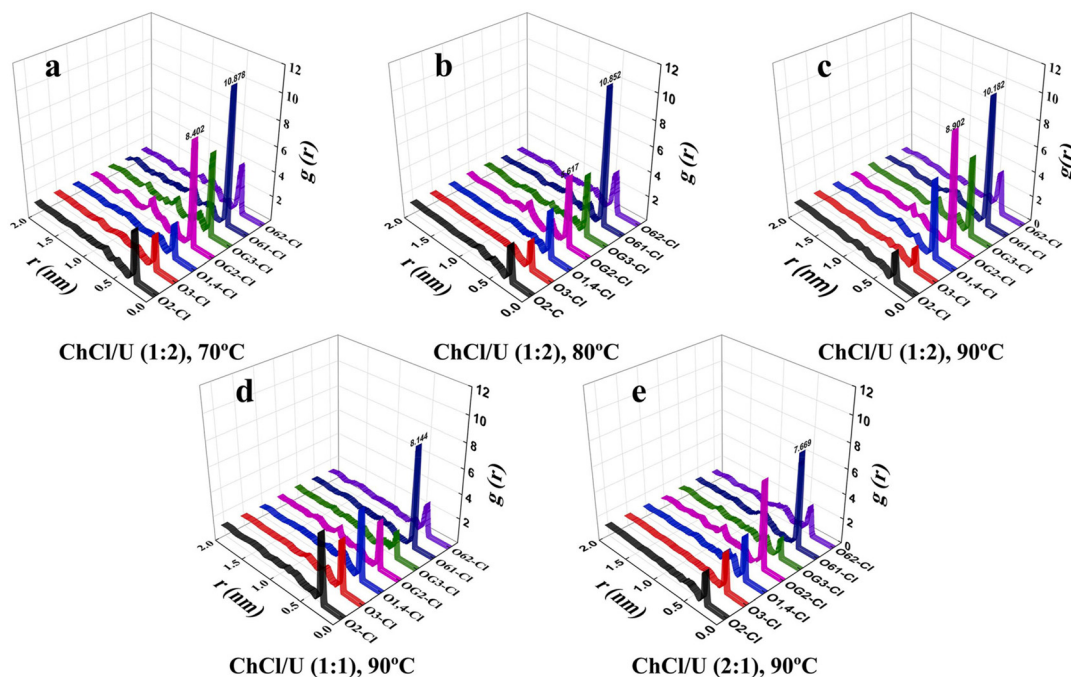 a
10.878
8.402
12
10
8
6
4
2
g (r)
2.0
1.5
1.0
0.5
0.0
r (nm)
O62-Cl
O61-Cl
OG3-Cl
OG2-Cl
O1,4-Cl
O3-Cl
O2-Cl
ChCl/U (1:2), 70ºC
b
10.852
12
10
8
6
4
2
g (r)
2.0
1.5
1.0
0.5
0.0
r (nm)
O62-Cl
O61-Cl
OG3-Cl
OG2-Cl
O1,4-Cl
O3-Cl
O2-C
ChCl/U (1:2), 80ºC
c
10.182
8.902
12
10
8
6
4
2
0
g(r)
2.0
1.5
1.0
0.5
0.0
r (nm)
O62-Cl
O61-Cl
OG3-Cl
OG2-Cl
O1,4-Cl
O3-Cl
O2-Cl
ChCl/U (1:2), 90ºC
d
8.144
12
10
8
6
4
2
g (r)
2.0
1.5
1.0
0.5
0.0
r (nm)
O62-Cl
O61-Cl
OG3-Cl
OG2-Cl
O1,4-Cl
O3-Cl
O2-Cl
ChCl/U (1:1), 90ºC
e
7.669
12
10
8
6
4
2
0
g (r)
2.0
1.5
1.0
0.5
0.0
r (nm)
O62-Cl
O61-Cl
OG3-Cl
OG2-Cl
O1,4-Cl
O3-Cl
O2-Cl
ChCl/U (2:1), 90ºC